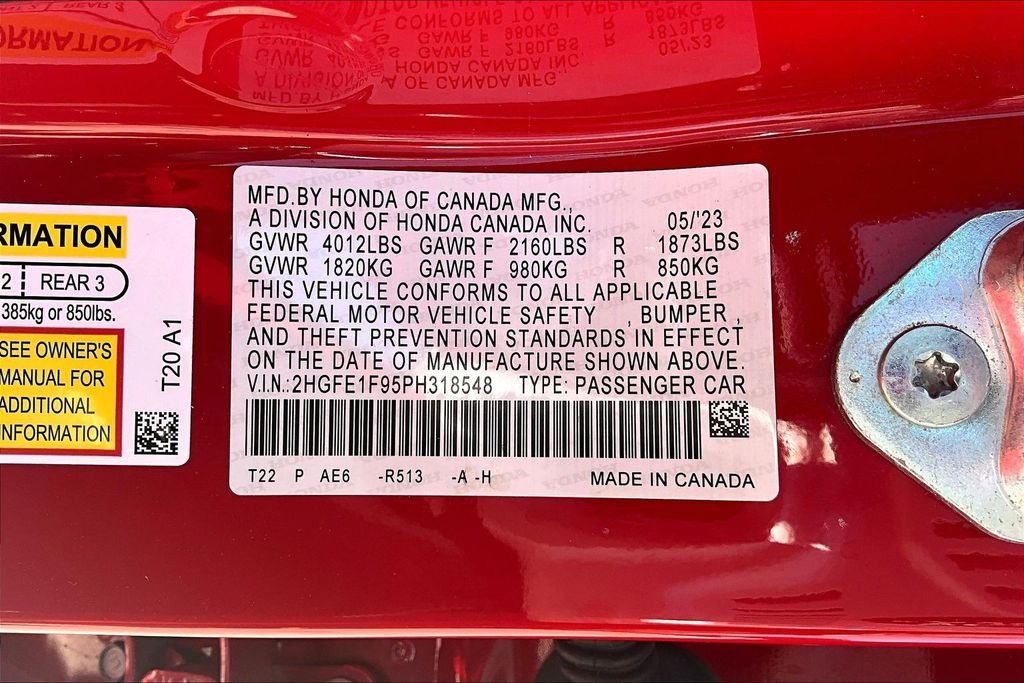 RMATION
2 REAR 3
385kg or 850lbs.
SEE OWNER'S
MANUAL FOR
ADDITIONAL
INFORMATION
T20 A1
MFD.BY HONDA OF CANADA MFG.,
A DIVISION OF HONDA CANADA INC. 05/'23
GVWR 4012LBS GAWR F 2160LBS R 1873LBS
GVWR 1820KG GAWR F 980KG R 850KG
THIS VEHICLE CONFORMS TO ALL APPLICABLE
FEDERAL MOTOR VEHICLE SAFETY , BUMPER ,
AND THEFT PREVENTION STANDARDS IN EFFECT
ON THE DATE OF MANUFACTURE SHOWN ABOVE.
V.I.N.:2HGFE1F95PH318548 TYPE: PASSENGER CAR
T22 P AE6 -R513 -A -H MADE IN CANADA